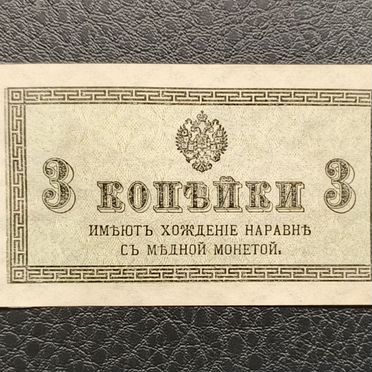 3 КОПѢЙКИ 3
ИМѢЮТЪ ХОЖДЕНІЕ НАРАВНѢ
СЪ МѢДНОЙ МОНЕТОЙ.